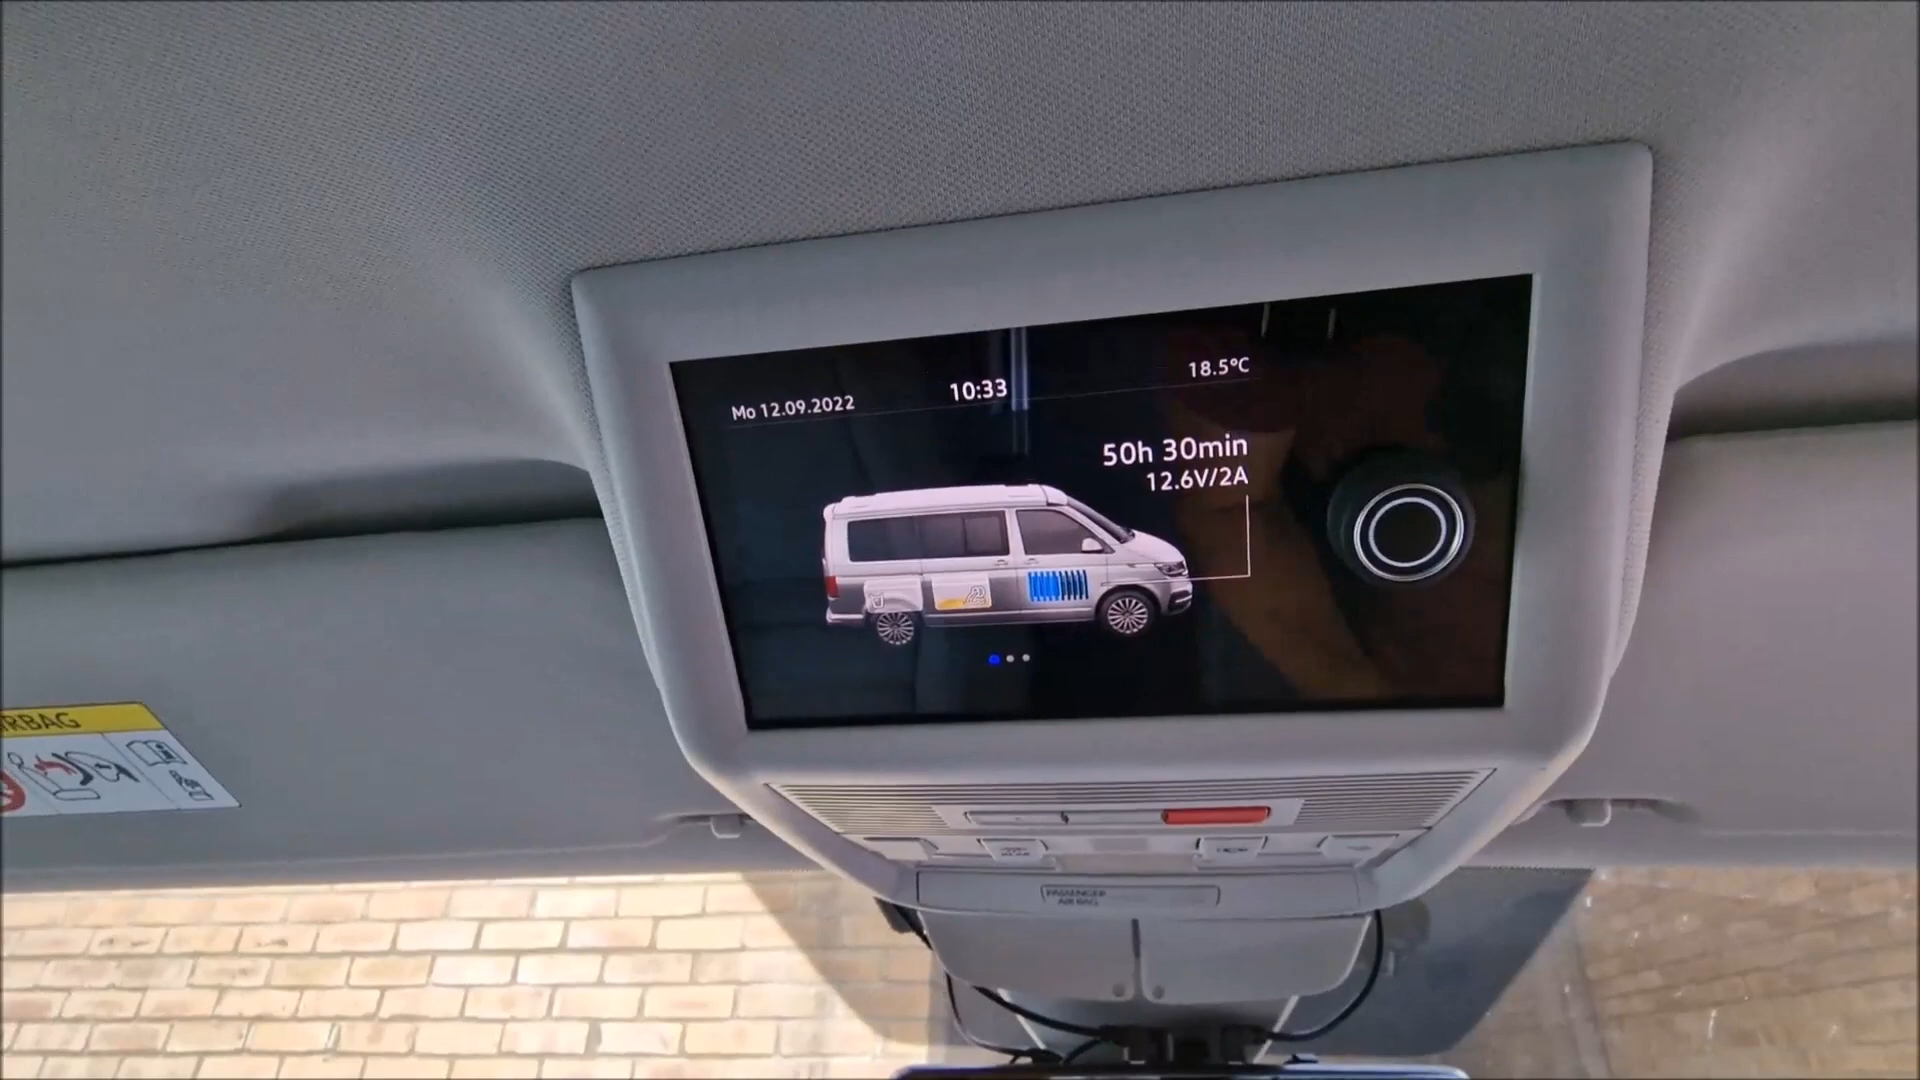 Mo 12.09.2022
10:33
18.5°C
50h 30min
12.6V/2A
RBAG
PASSENGER
AIR BAG